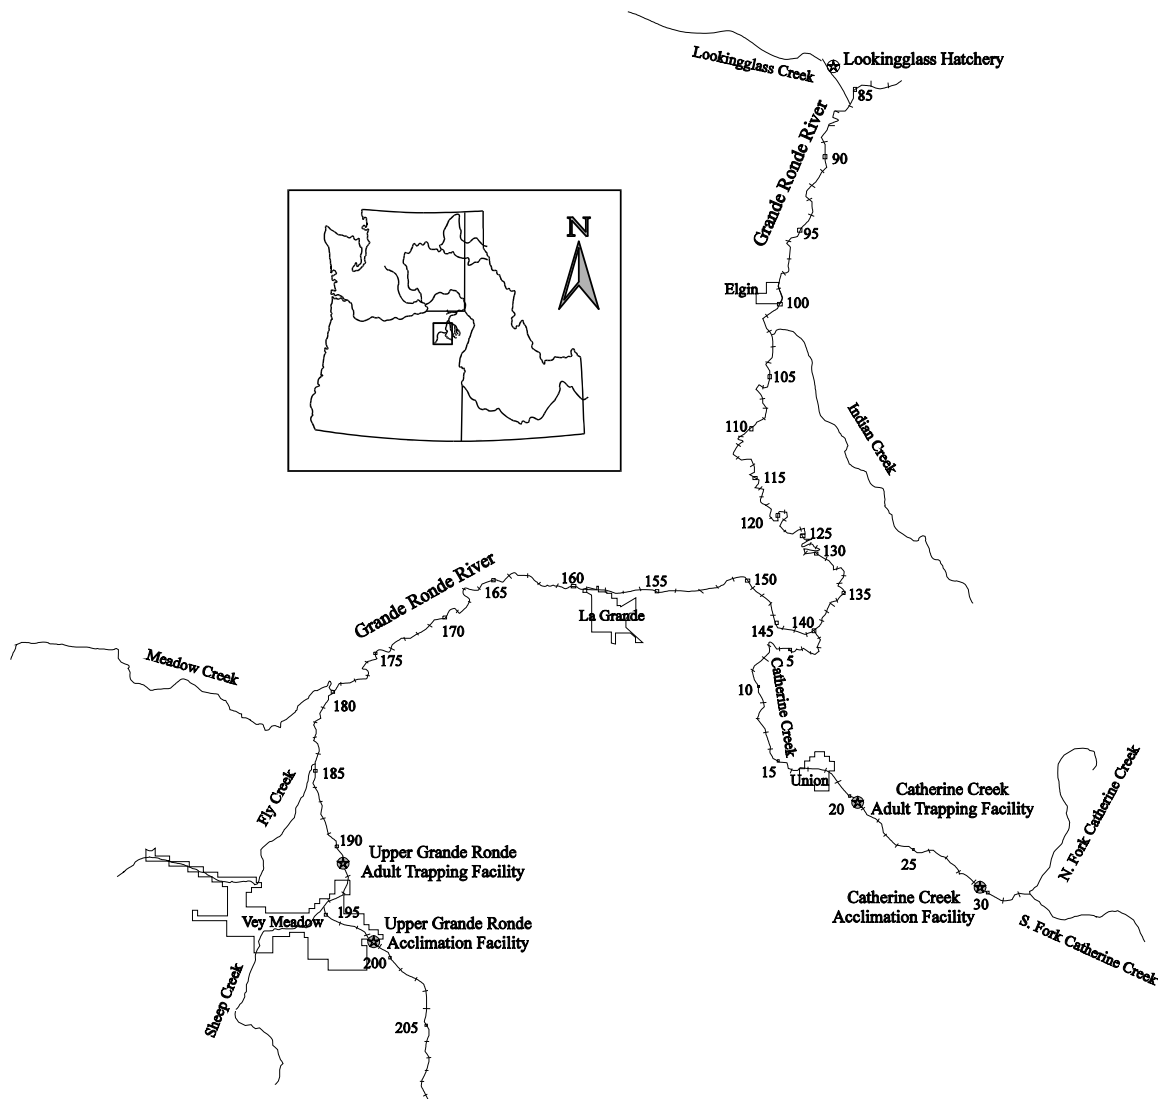 Lookingglass Creek
Lookingglass Hatchery
85
Grande Ronde River
90
95
N
Elgin
100
105
Indian Creek
110
115
120
125
130
135
140
145
150
155
160
La Grande
165
Grande Ronde River
170
175
Meadow Creek
180
185
Fly Creek
190
Upper Grande Ronde
Adult Trapping Facility
195
Vey Meadow
Upper Grande Ronde
Acclimation Facility
200
Sheep Creek
205
5
10
Catherine Creek
15
Union
20
Catherine Creek
Adult Trapping Facility
25
Catherine Creek
Acclimation Facility
30
N. Fork Catherine Creek
S. Fork Catherine Creek